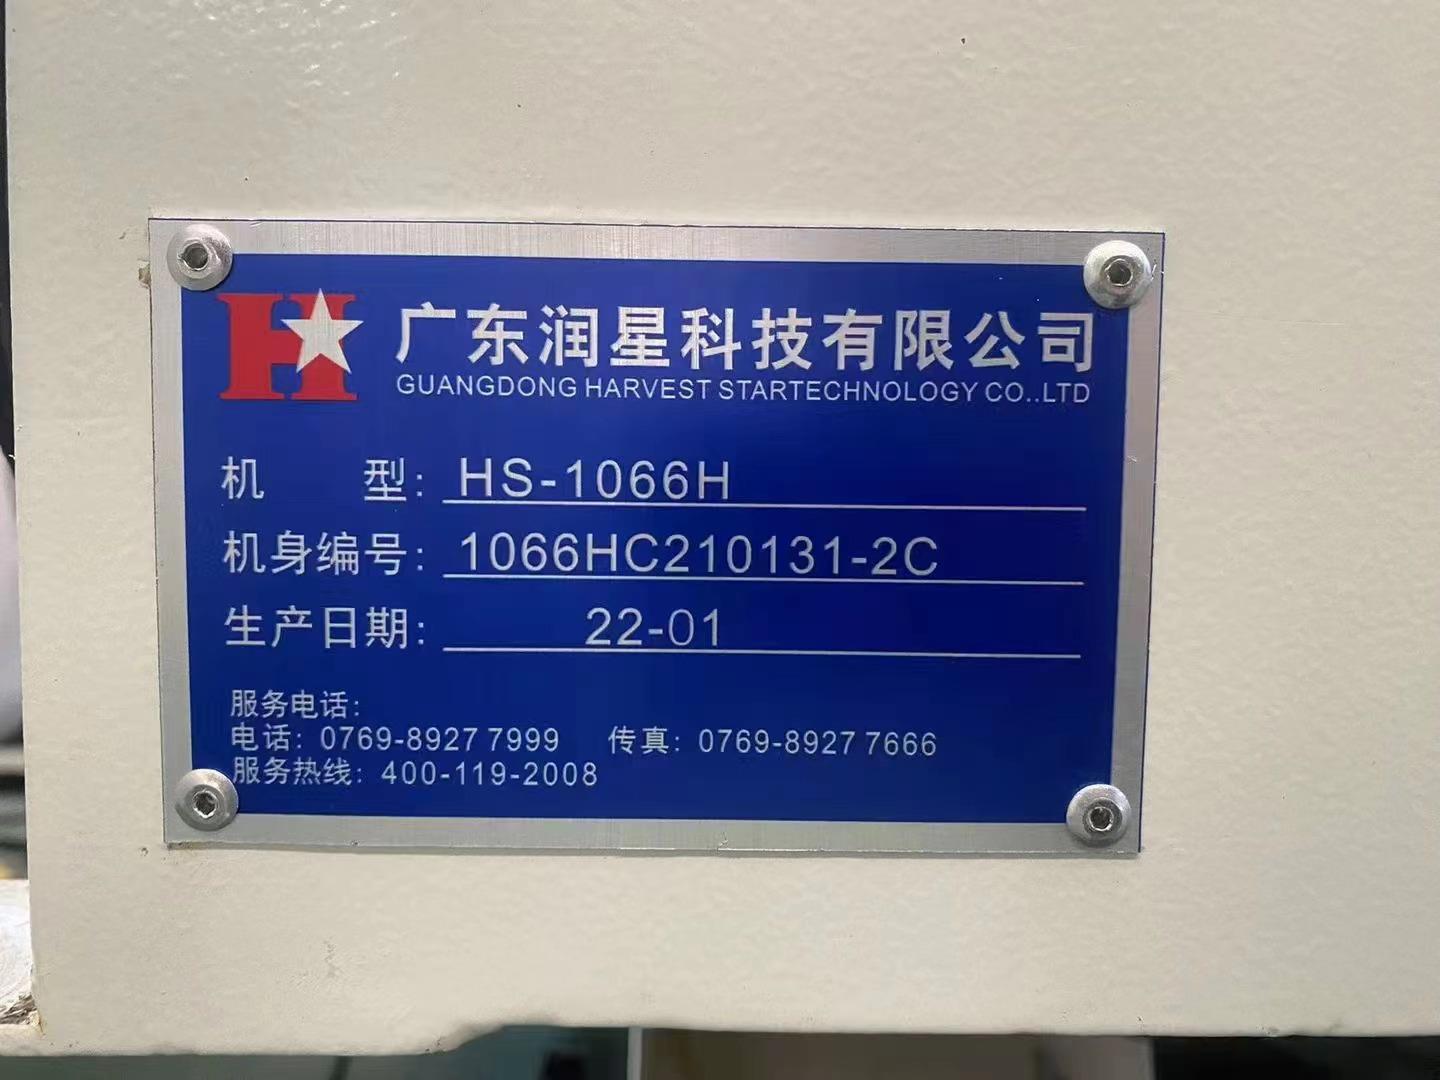 H
广东润星科技有限公司
GUANGDONG HARVEST STARTECHNOLOGY CO..LTD
机 型: HS-1066H
机身编号: 1066HC210131-2C
生产日期: 22-01
服务电话:
电话: 0769-8927 7999 传真: 0769-8927 7666
服务热线: 400-119-2008